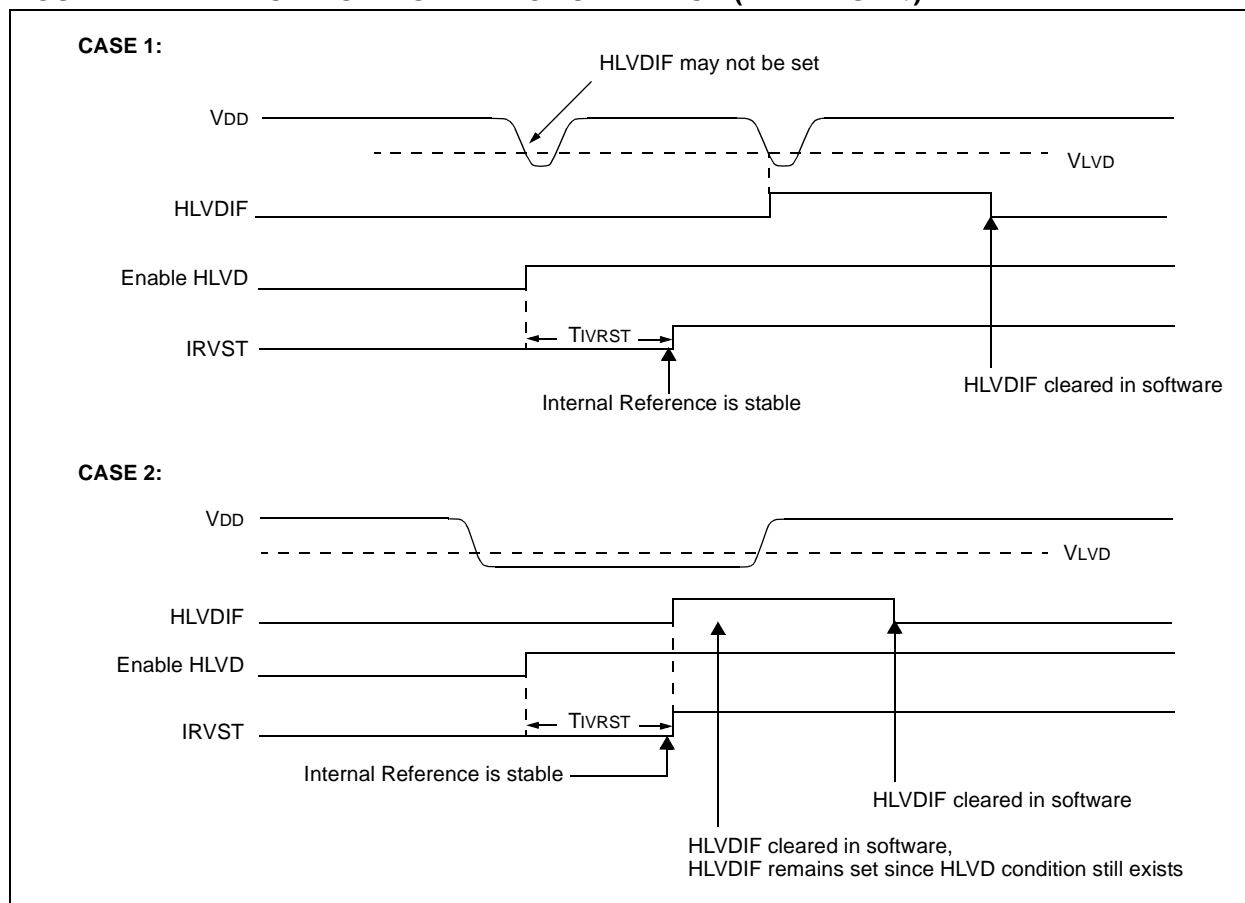 CASE 1:
HLVDIF may not be set
VDD
VLVD
HLVDIF
Enable HLVD
TIVRST
IRVST
HLVDIF cleared in software
Internal Reference is stable
CASE 2:
VDD
VLVD
HLVDIF
Enable HLVD
TIVRST
IRVST
Internal Reference is stable
HLVDIF cleared in software
HLVDIF cleared in software,
HLVDIF remains set since HLVD condition still exists